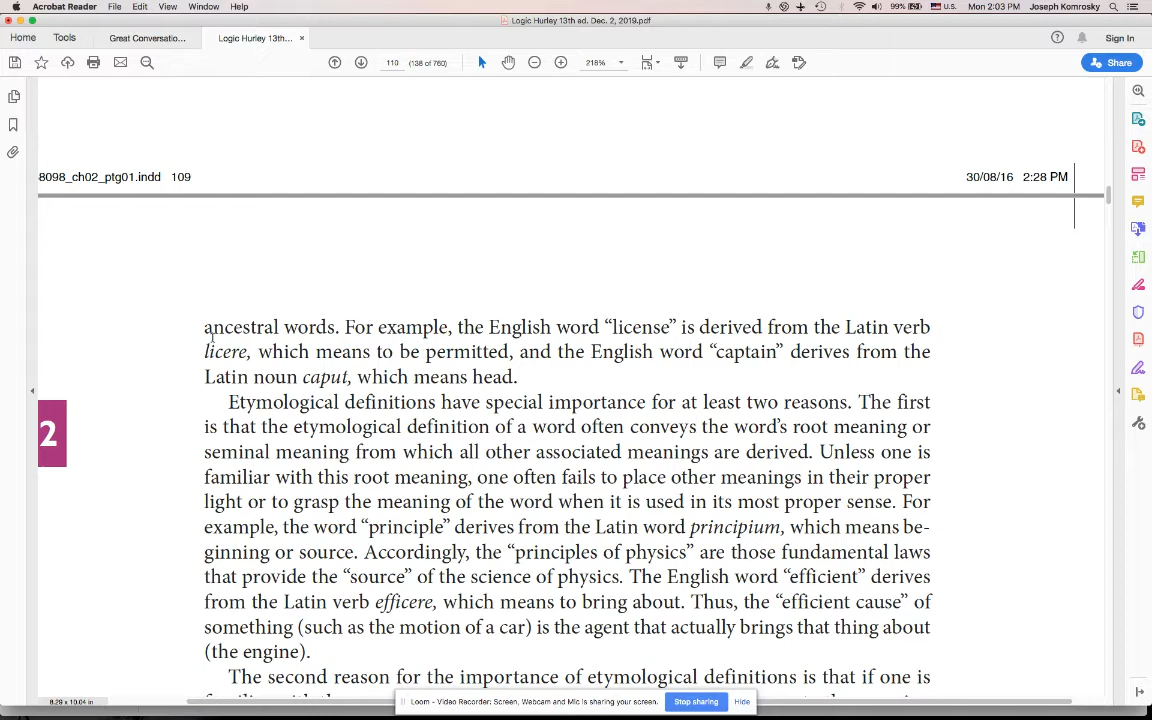 Acrobat Reader File Edit View Window Help 99% U.S. Mon 2:03 PM Joseph Komrosky
Logic Hurley 13th ed. Dec. 2, 2019.pdf
Home Tools Great Conversatio... Logic Hurley 13th... × Sign In
110 (138 of 760) 218% Share
8098_ch02_ptg01.indd 109 30/08/16 2:28 PM
ancestral words. For example, the English word “license” is derived from the Latin verb
licere, which means to be permitted, and the English word “captain” derives from the
Latin noun caput, which means head.
Etymological definitions have special importance for at least two reasons. The first
is that the etymological definition of a word often conveys the word’s root meaning or
2
seminal meaning from which all other associated meanings are derived. Unless one is
familiar with this root meaning, one often fails to place other meanings in their proper
light or to grasp the meaning of the word when it is used in its most proper sense. For
example, the word “principle” derives from the Latin word principium, which means be-
ginning or source. Accordingly, the “principles of physics” are those fundamental laws
that provide the “source” of the science of physics. The English word “efficient” derives
from the Latin verb efficere, which means to bring about. Thus, the “efficient cause” of
something (such as the motion of a car) is the agent that actually brings that thing about
(the engine).
The second reason for the importance of etymological definitions is that if one is
8.29 x 10.04 in
Loom - Video Recorder: Screen, Webcam and Mic is sharing your screen. Stop sharing Hide